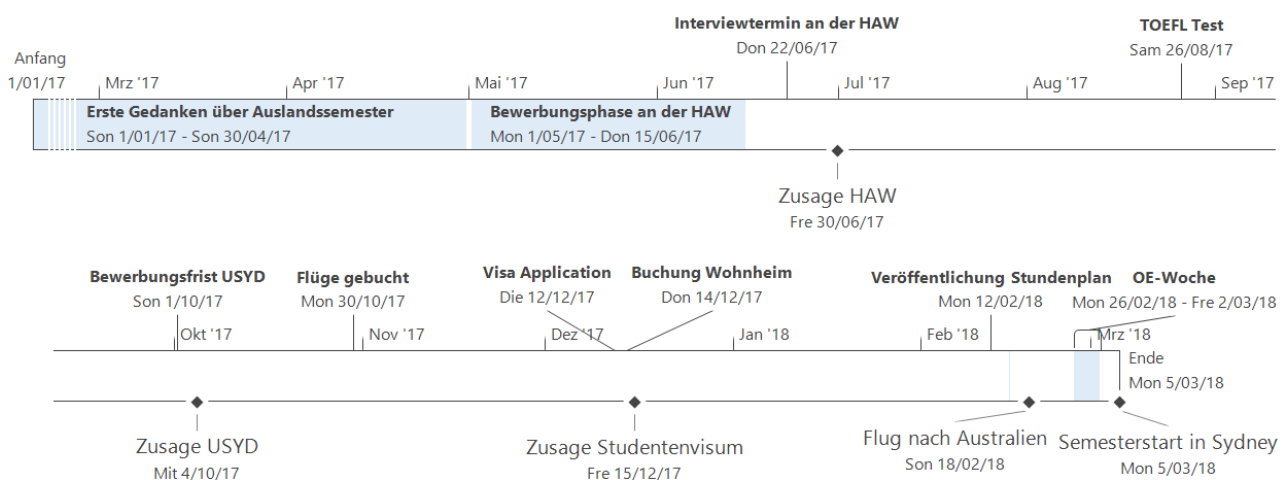 Interviewtermin an der HAW
Don 22/06/17
TOEFL Test
Sam 26/08/17
Anfang
1/01/17
Mrz '17
Apr '17
Mai '17
Jun '17
Jul '17
Aug '17
Sep '17
Erste Gedanken über Auslandssemester
Son 1/01/17 - Son 30/04/17
Bewerbungsphase an der HAW
Mon 1/05/17 - Don 15/06/17
Zusage HAW
Fre 30/06/17
Bewerbungsfrist USYD
Son 1/10/17
Flüge gebucht
Mon 30/10/17
Visa Application
Die 12/12/17
Buchung Wohnheim
Don 14/12/17
Veröffentlichung Stundenplan
Mon 12/02/18
OE-Woche
Mon 26/02/18 - Fre 2/03/18
Okt '17
Nov '17
Dez '17
Jan '18
Feb '18
Mrz '18
Ende
Mon 5/03/18
Zusage USYD
Mit 4/10/17
Zusage Studentenvisum
Fre 15/12/17
Flug nach Australien
Son 18/02/18
Semesterstart in Sydney
Mon 5/03/18